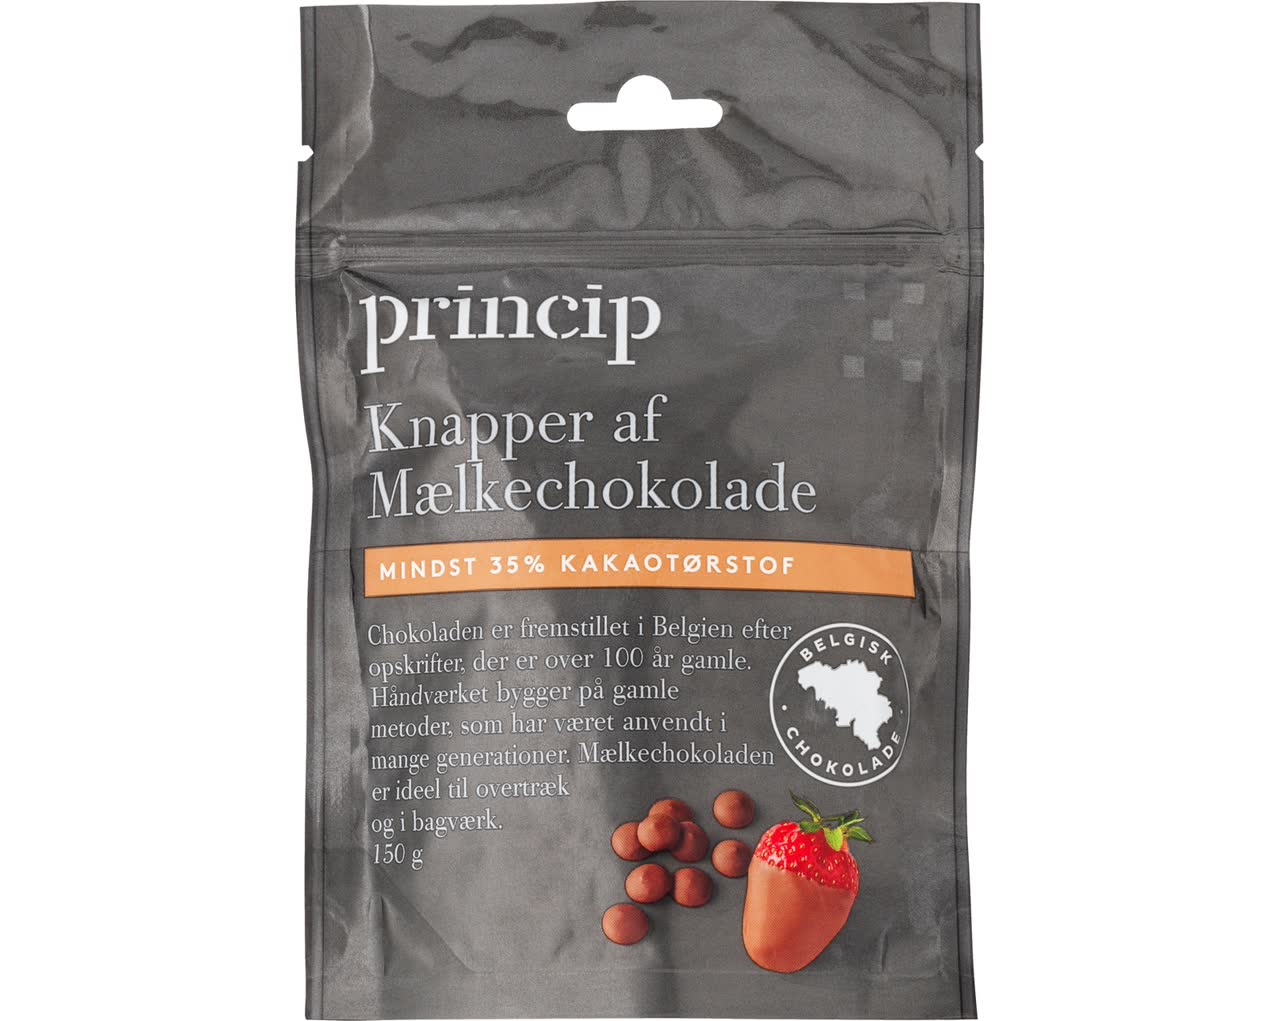 princip
Knapper af
Mælkechokolade
MINDST 35% KAKAOTØRSTOF
Chokoladen er fremstillet i Belgien efter
opskrifter, der er over 100 år gamle.
Håndværket bygger på gamle
metoder, som har været anvendt i
mange generationer. Mælkechokoladen
er ideel til overtræk
og i bagværk.
150 g
BELGISK
CHOKOLADE